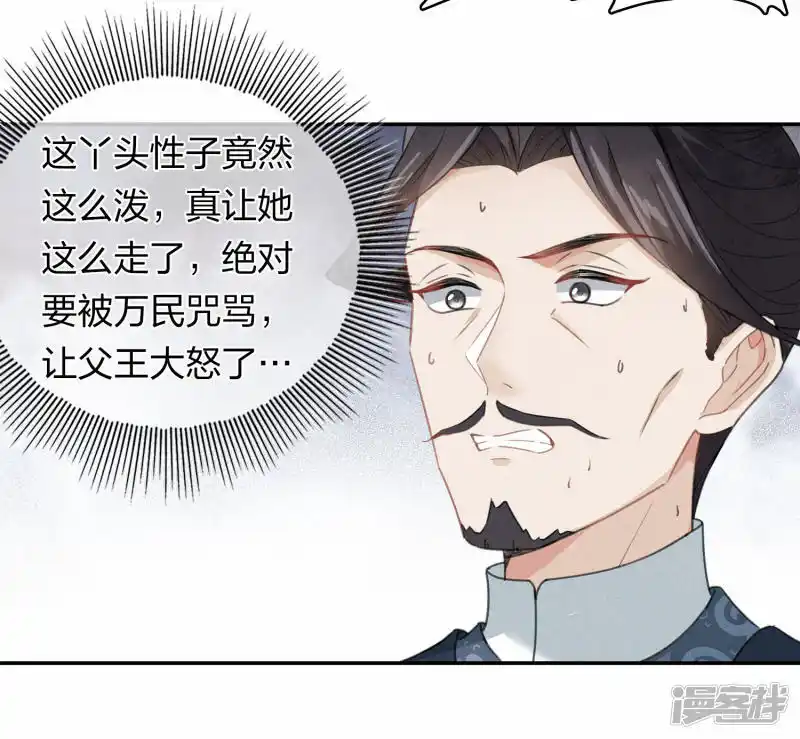 这丫头性子竟然
这么泼，真让她
这么走了，绝对
要被万民咒骂，
让父王大怒了…
漫客栈